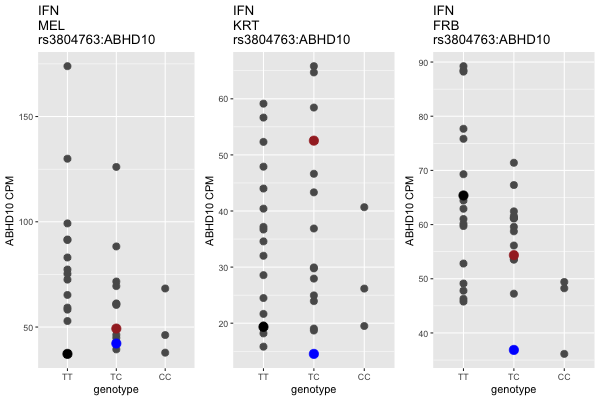 IFN
MEL
rs3804763:ABHD10
ABHD10 CPM
150
100
50
TT
TC
CC
genotype
IFN
KRT
rs3804763:ABHD10
ABHD10 CPM
60
50
40
30
20
TT
TC
CC
genotype
IFN
FRB
rs3804763:ABHD10
ABHD10 CPM
90
80
70
60
50
40
TT
TC
CC
genotype